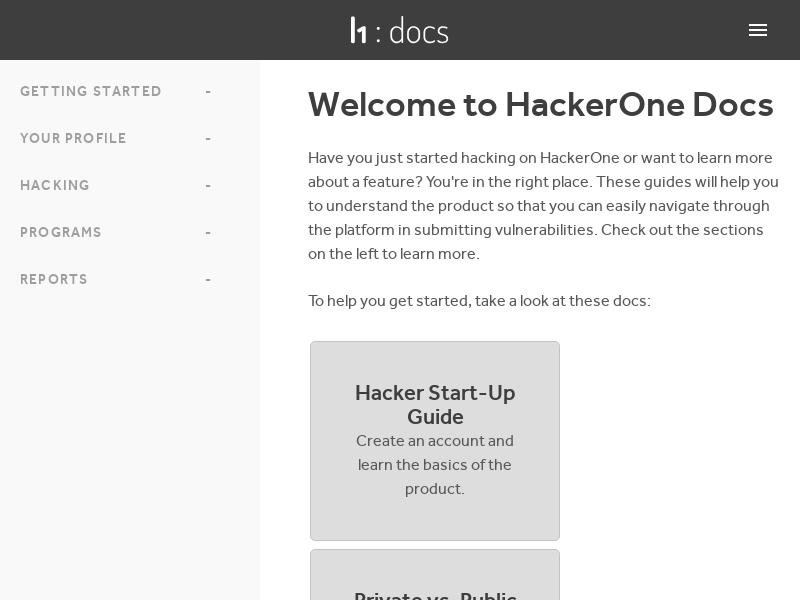 h : docs
GETTING STARTED -
YOUR PROFILE -
HACKING -
PROGRAMS -
REPORTS -
Welcome to HackerOne Docs
Have you just started hacking on HackerOne or want to learn more
about a feature? You're in the right place. These guides will help you
to understand the product so that you can easily navigate through
the platform in submitting vulnerabilities. Check out the sections
on the left to learn more.
To help you get started, take a look at these docs:
Hacker Start-Up
Guide
Create an account and
learn the basics of the
product.
Private vs. Public